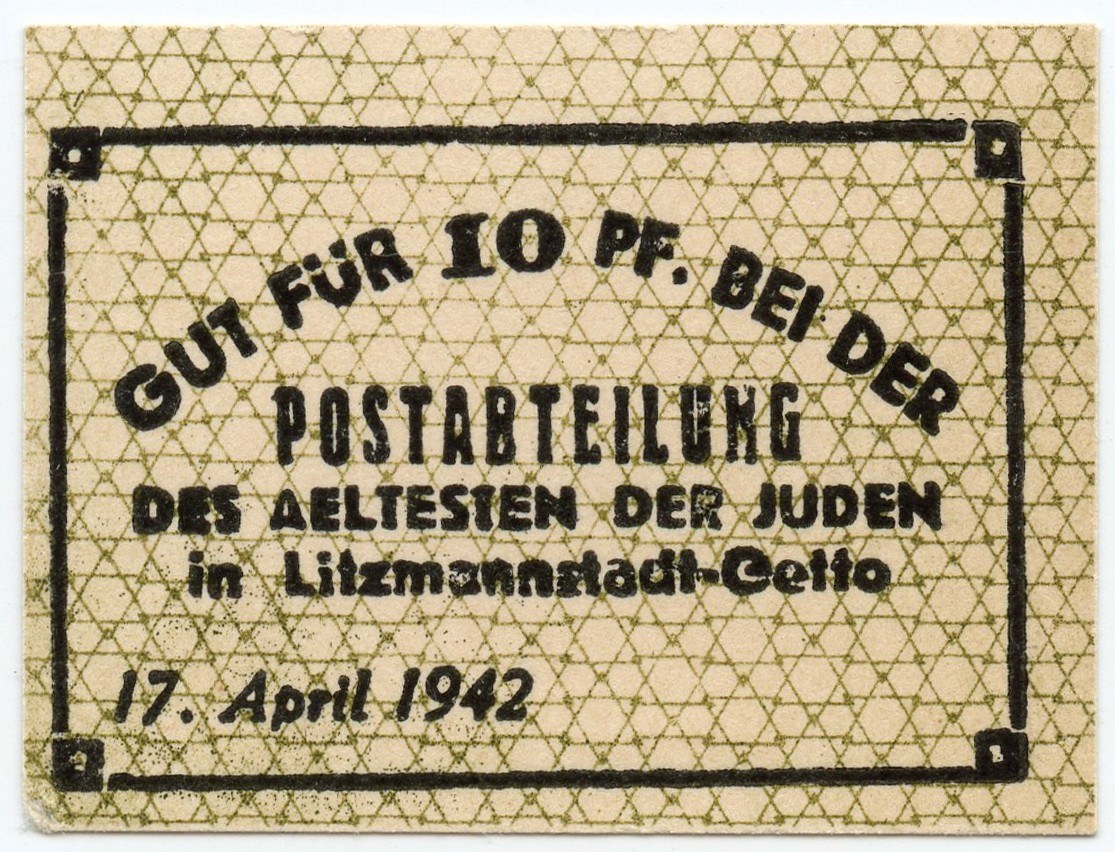 GUT FÜR 10 PF. BEI DER
POSTABTEILUNG
DES AELTESTEN DER JUDEN
in Litzmannstadt-Getto
17. April 1942